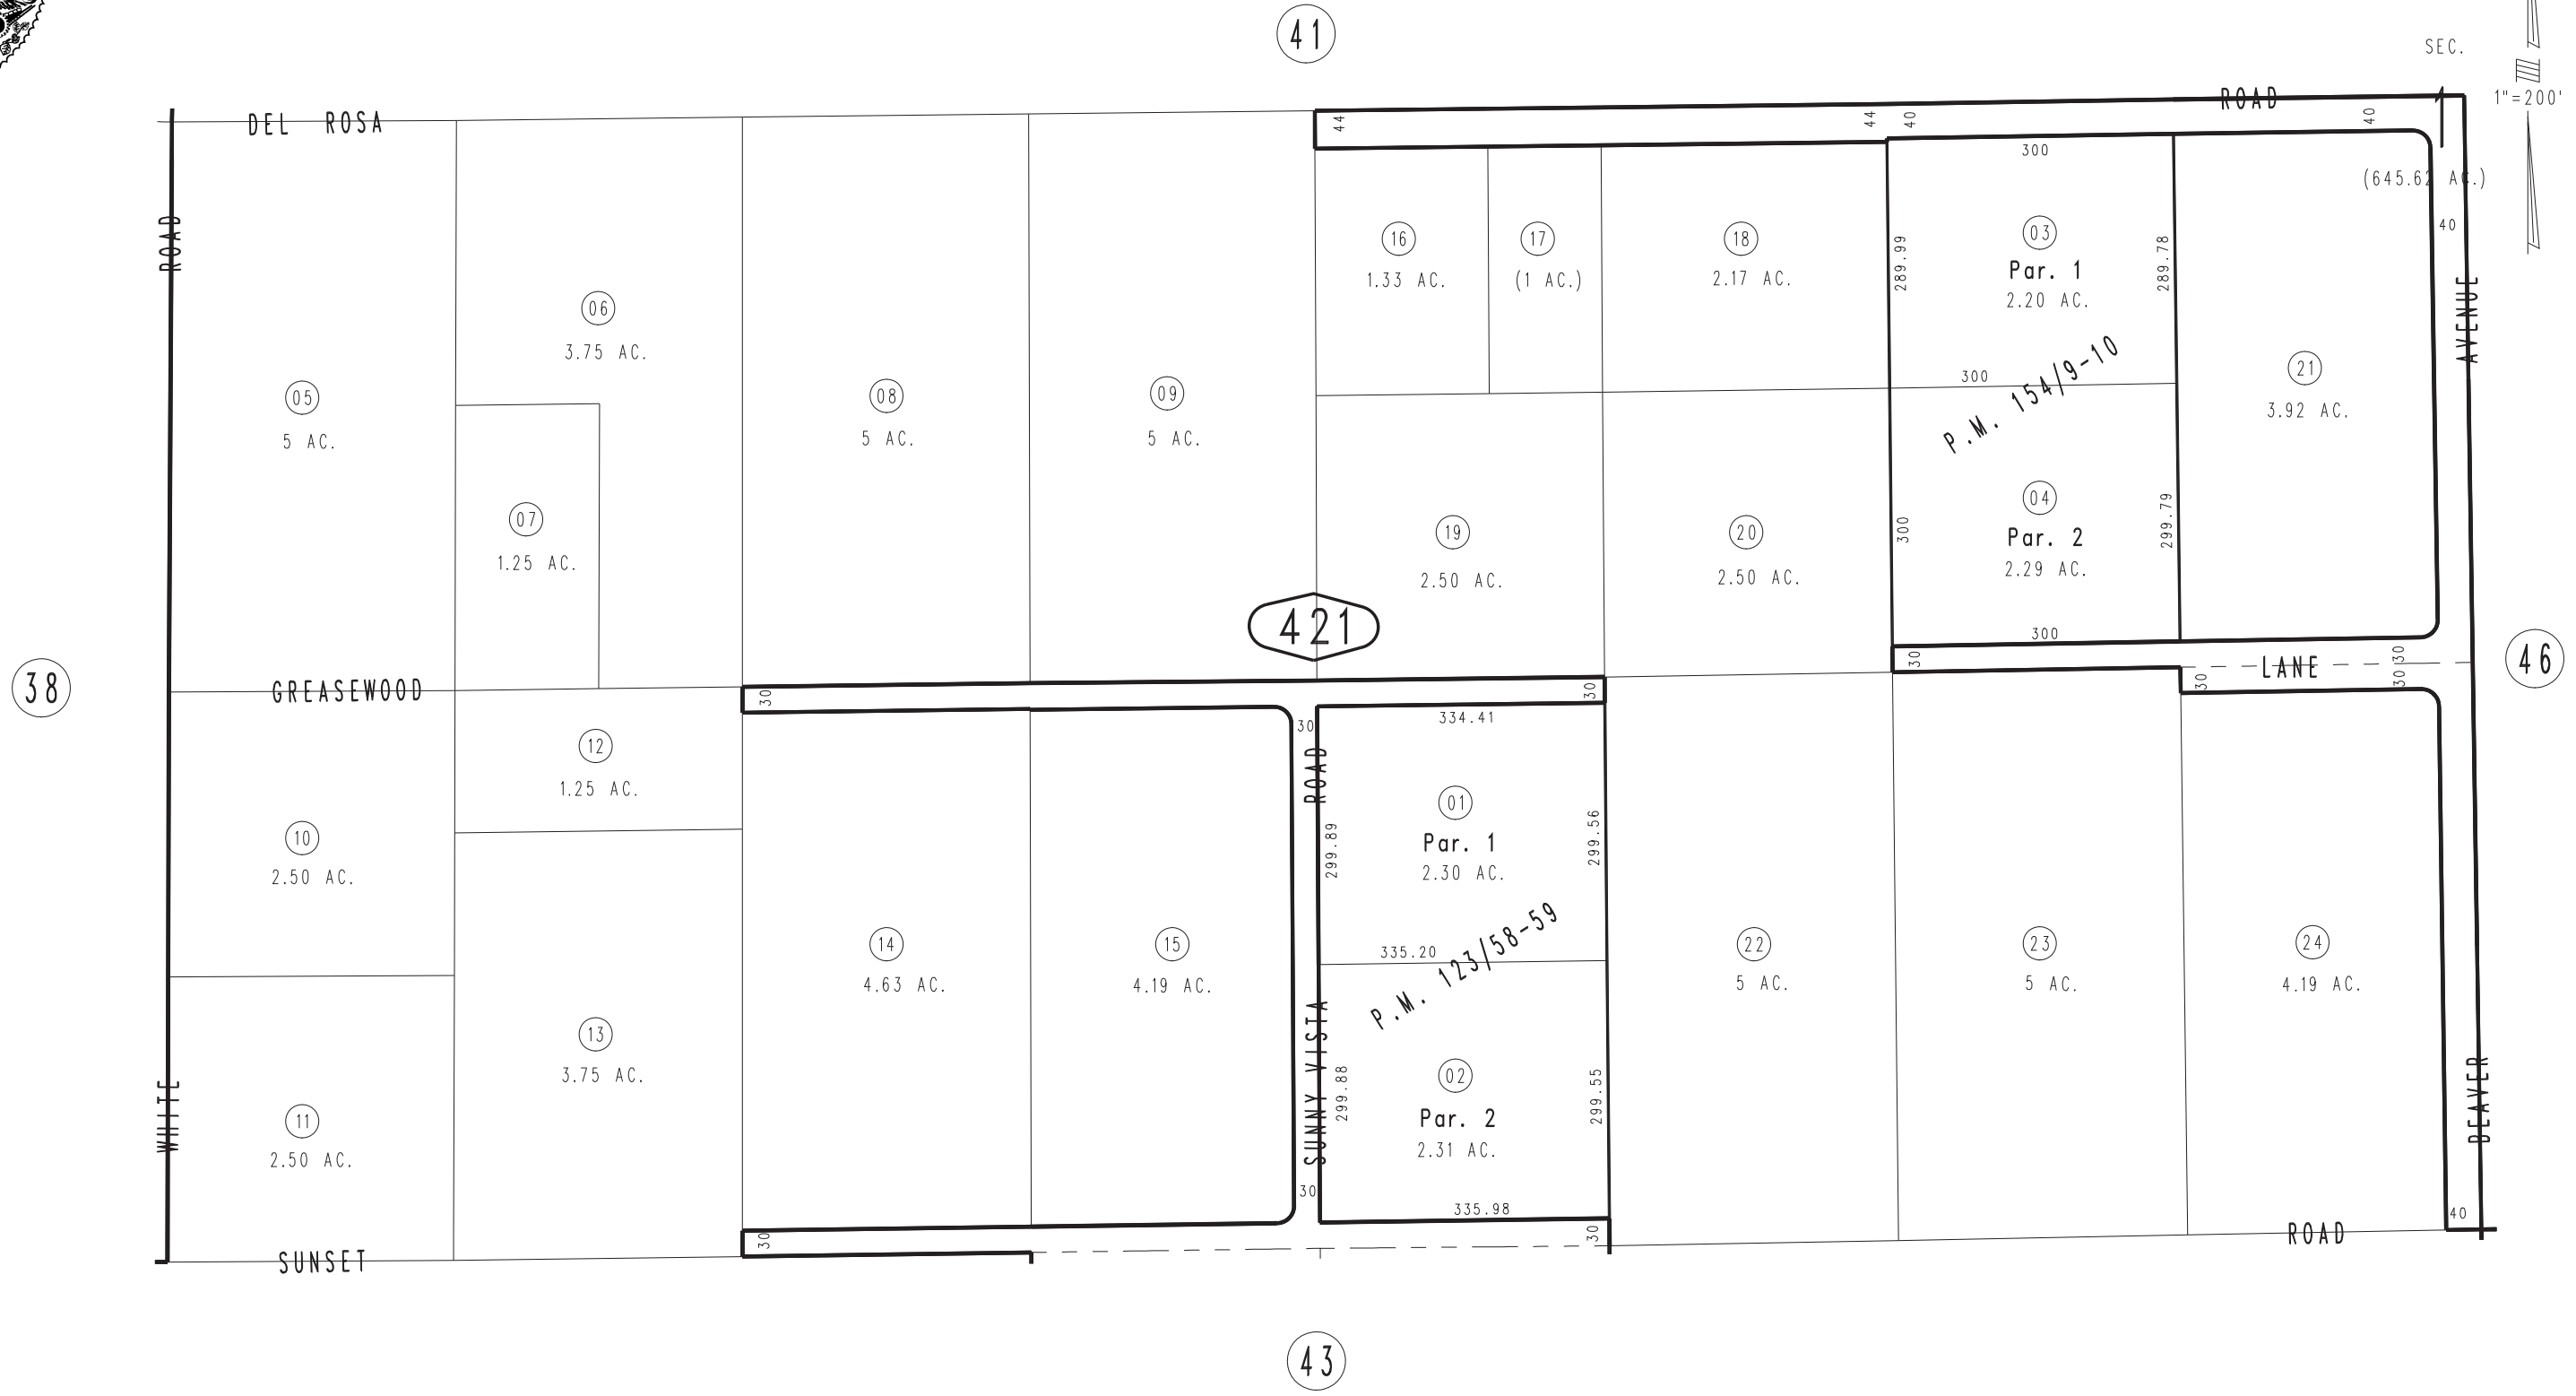 41
SEC. 1
1"=200'
DEL ROSA ROAD
44
44
40
40
300
(645.62 AC.)
40
ROAD
AVENUE
16
1.33 AC.
17
(1 AC.)
18
2.17 AC.
289.99
03
Par. 1
2.20 AC.
289.78
06
3.75 AC.
05
5 AC.
08
5 AC.
09
5 AC.
300
P.M. 154/9-10
21
3.92 AC.
07
1.25 AC.
19
2.50 AC.
20
2.50 AC.
300
04
Par. 2
2.29 AC.
299.79
421
300
38
GREASEWOOD LANE
30
30
30
30
30
30
46
30
334.41
12
1.25 AC.
ROAD
01
Par. 1
2.30 AC.
299.89
299.56
10
2.50 AC.
14
4.63 AC.
15
4.19 AC.
335.20
P.M. 123/58-59
22
5 AC.
23
5 AC.
24
4.19 AC.
13
3.75 AC.
WHITE
11
2.50 AC.
SUNNY VISTA
299.88
02
Par. 2
2.31 AC.
299.55
DEAVER
30
335.98
40
30
30
SUNSET ROAD
43